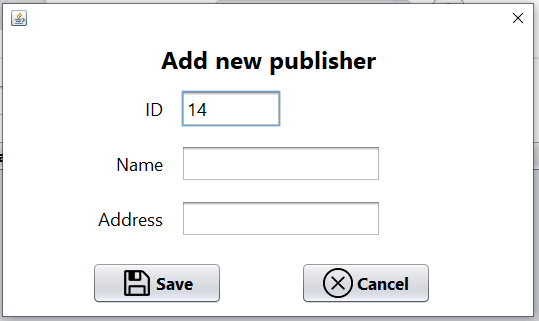 Add new publisher
ID 14
Name
Address
Save Cancel